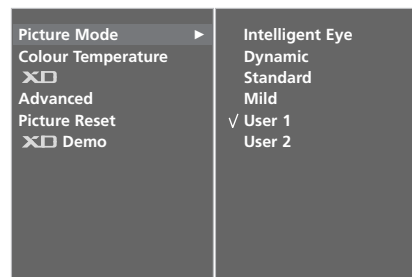 Picture Mode ►
Colour Temperature
XD
Advanced
Picture Reset
XD Demo
Intelligent Eye
Dynamic
Standard
Mild
√ User 1
User 2